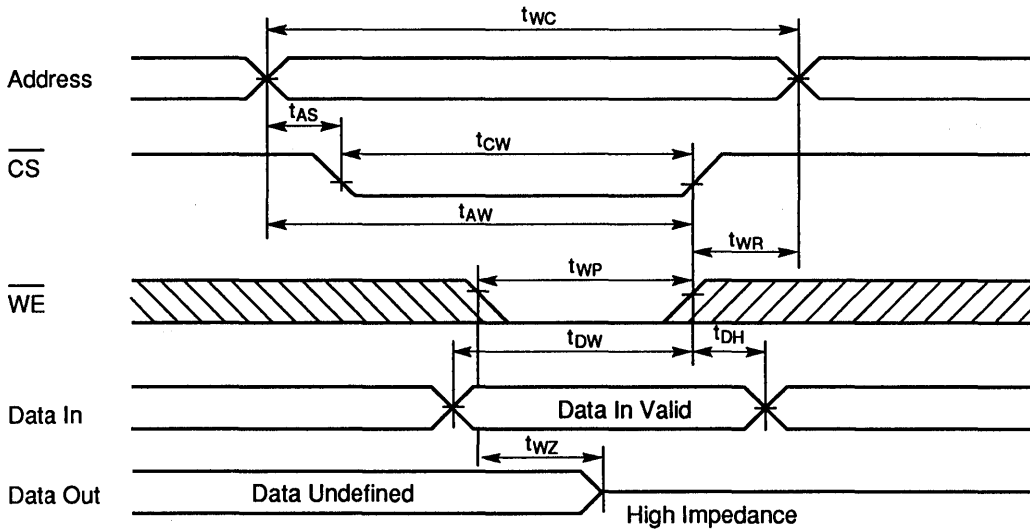 tWC
Address
tAS
tCW
CS
tAW
tWR
tWP
WE
tDW
tDH
Data In
Data In Valid
tWZ
Data Out
Data Undefined
High Impedance